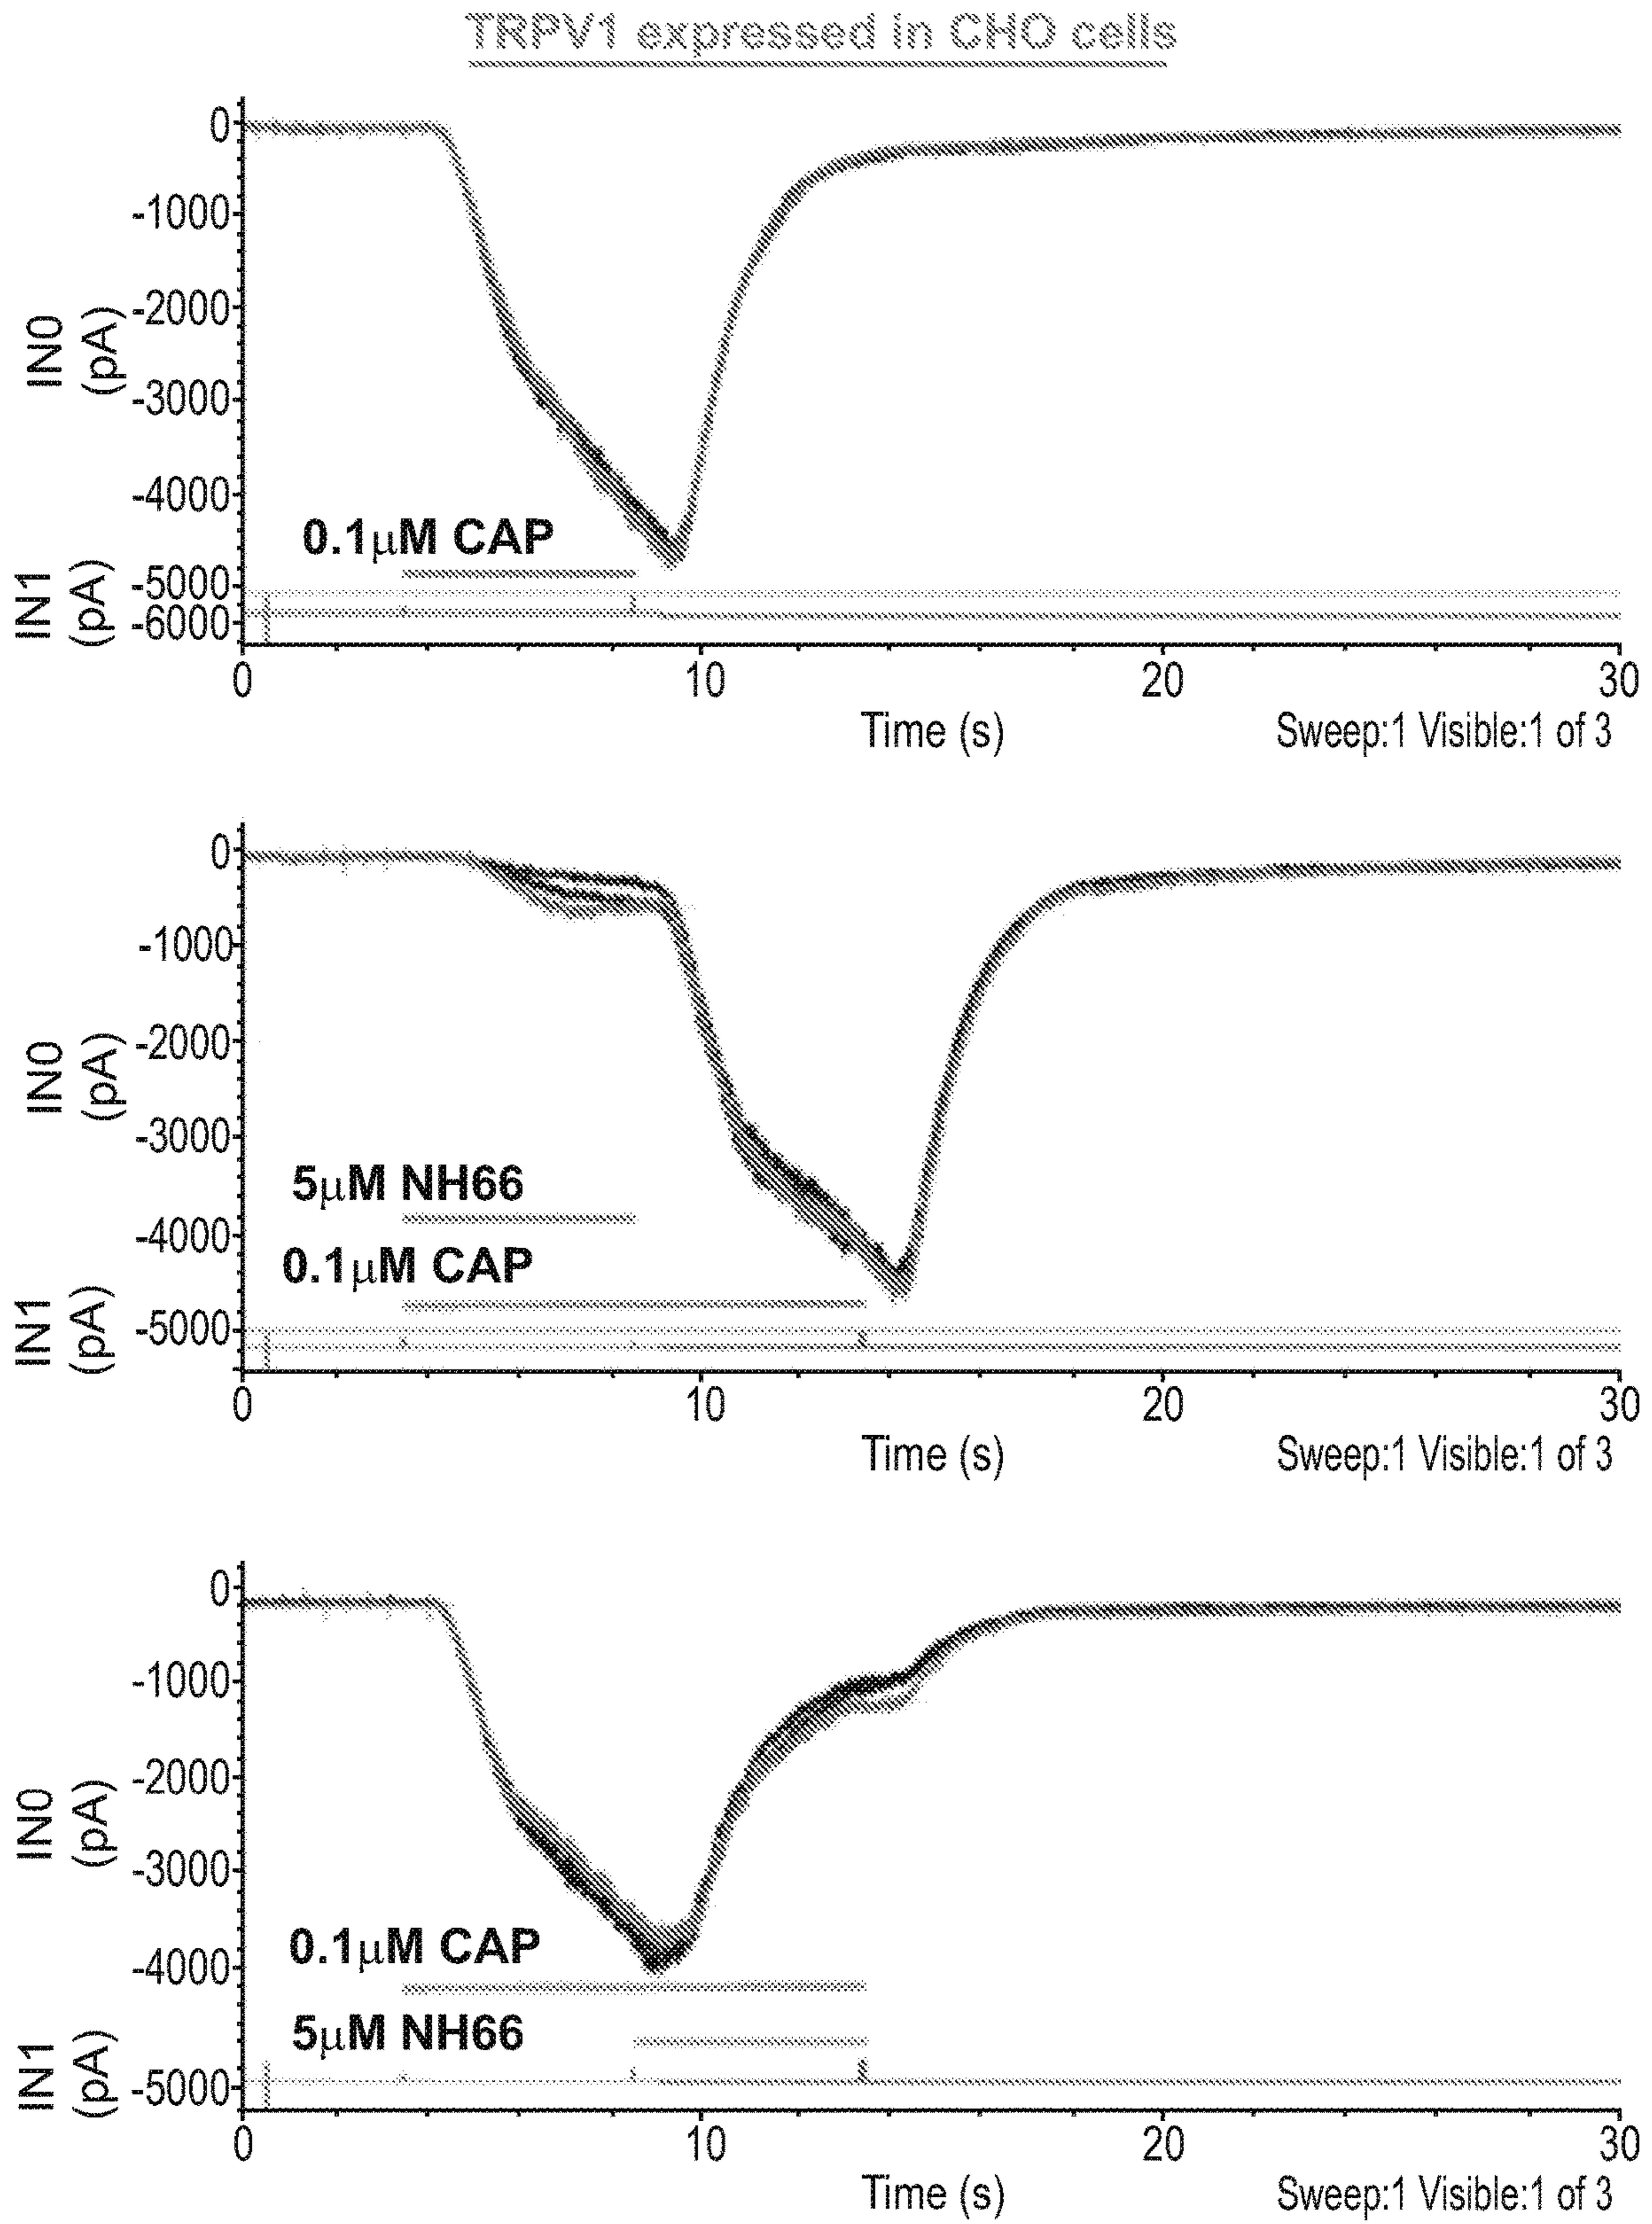 TRPV1 expressed in CHO cells
0
-1000
-2000
-3000
-4000
-5000
-6000
IN0
(pA)
IN1
(pA)
0.1μM CAP
0 10 20 30
Time (s)
Sweep:1 Visible:1 of 3
0
-1000
-2000
-3000
-4000
-5000
IN0
(pA)
IN1
(pA)
5μM NH66
0.1μM CAP
0 10 20 30
Time (s)
Sweep:1 Visible:1 of 3
0
-1000
-2000
-3000
-4000
-5000
IN0
(pA)
IN1
(pA)
0.1μM CAP
5μM NH66
0 10 20 30
Time (s)
Sweep:1 Visible:1 of 3